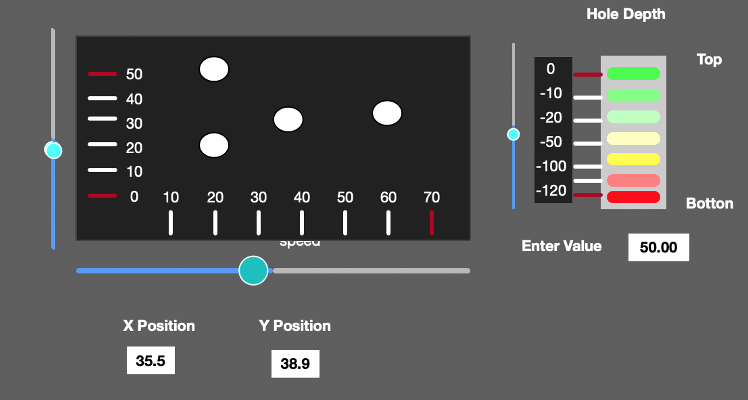 Hole Depth
Top
50
40
30
20
10
0
10 20 30 40 50 60 70
0
-10
-20
-50
-100
-120
Botton
speed
Enter Value 50.00
X Position Y Position
35.5 38.9